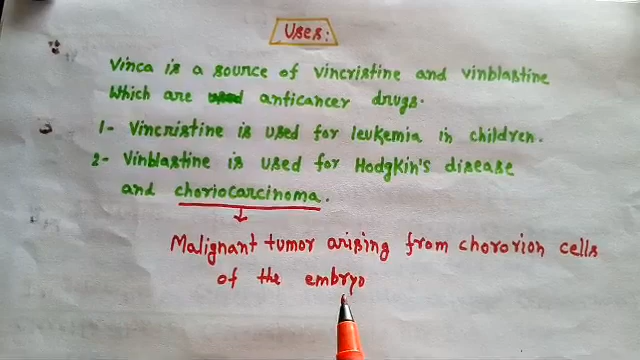 Uses:
Vinca is a source of vincristine and vinblastine
Which are anticancer drugs.
1- Vincristine is used for leukemia in children.
2- Vinblastine is used for Hodgkin's disease
and choriocarcinoma.
Malignant tumor arising from chororion cells
of the embryo